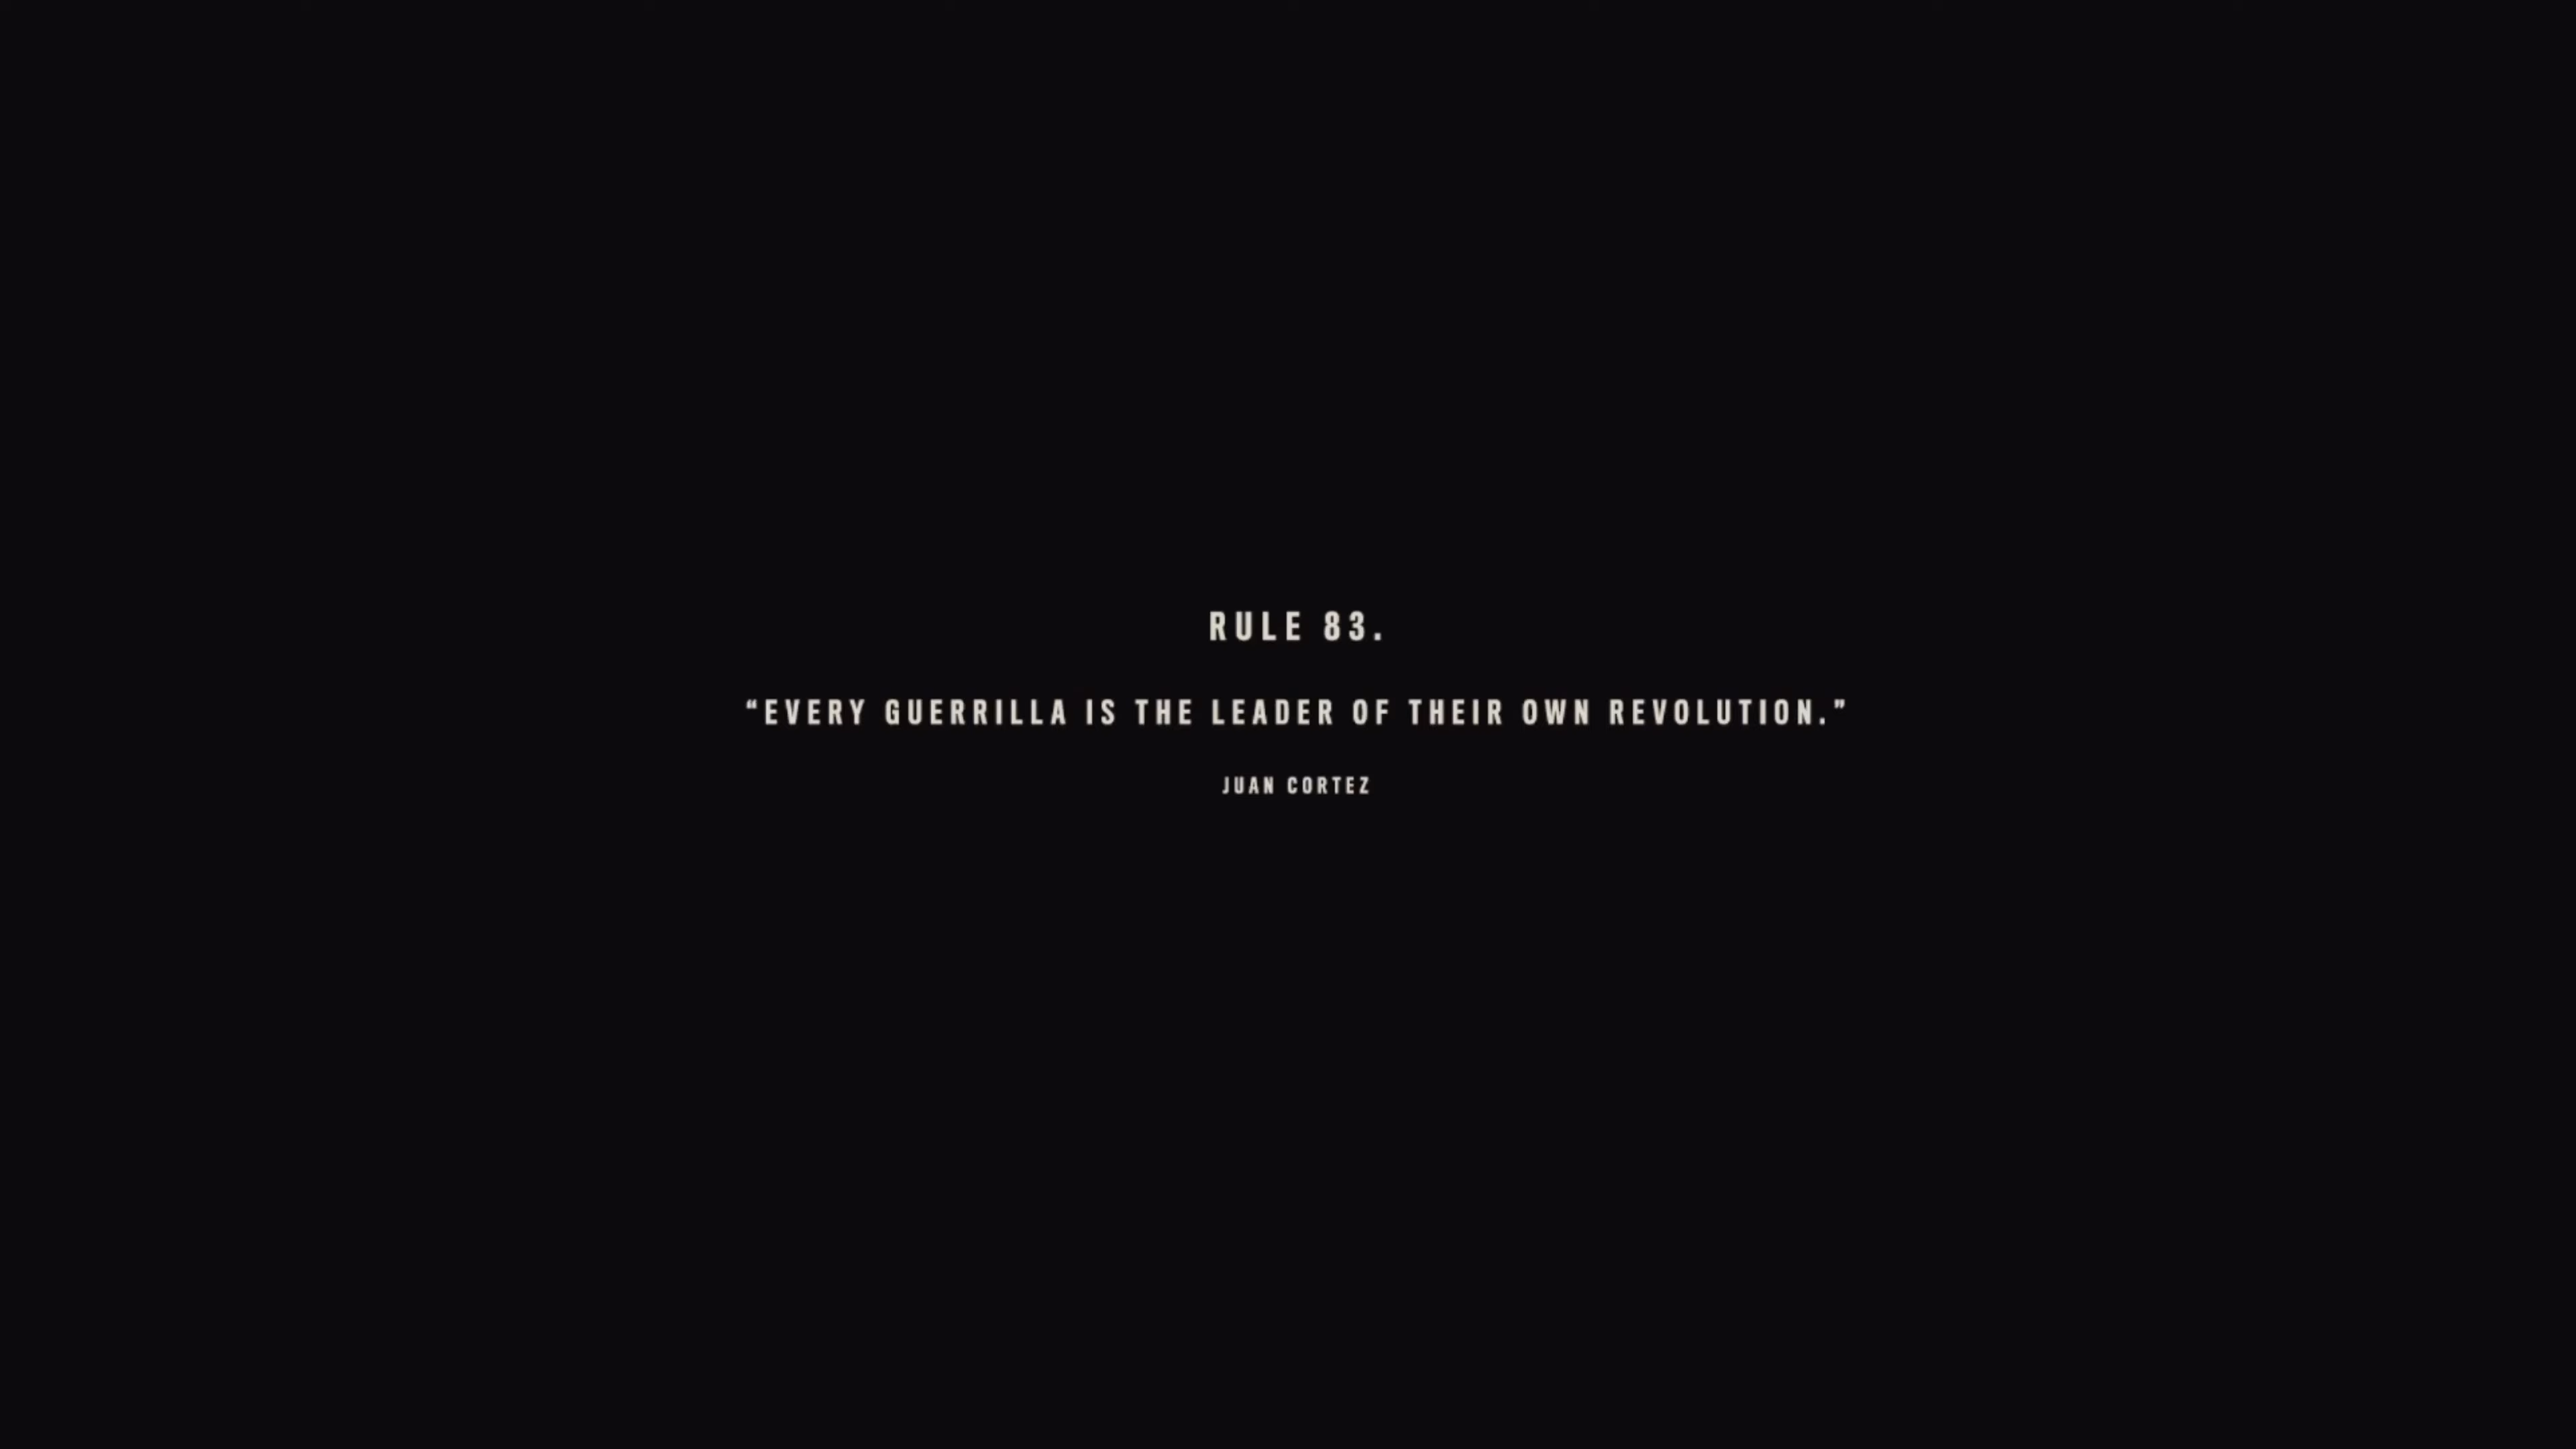 RULE 83.
“EVERY GUERRILLA IS THE LEADER OF THEIR OWN REVOLUTION.”
JUAN CORTEZ